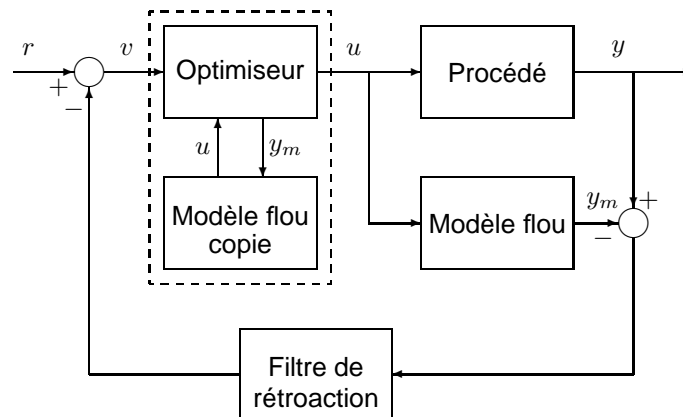 r
v
u
y
+
−
Optimiseur
Procédé
u
y_m
y_m
+
−
Modèle flou
copie
Modèle flou
Filtre de
rétroaction